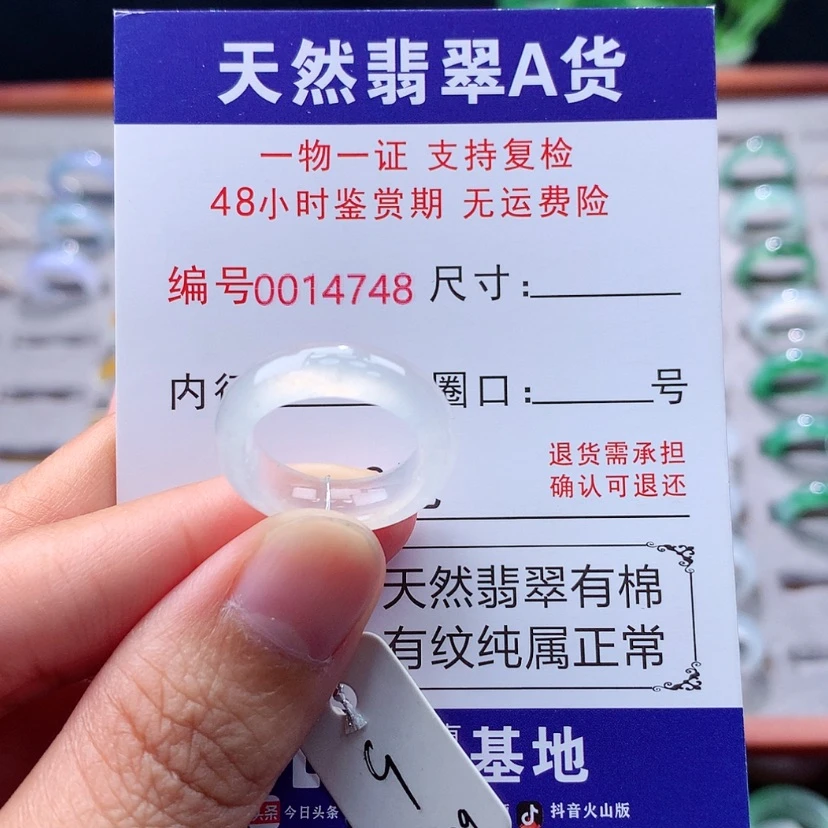 天然翡翠A货
一物一证 支持复检
48小时鉴赏期 无运费险
编号0014748 尺寸:
内径 圈口: 号
退货需承担
确认可退还
天然翡翠有棉
有纹纯属正常
基地
今日头条 抖音火山版